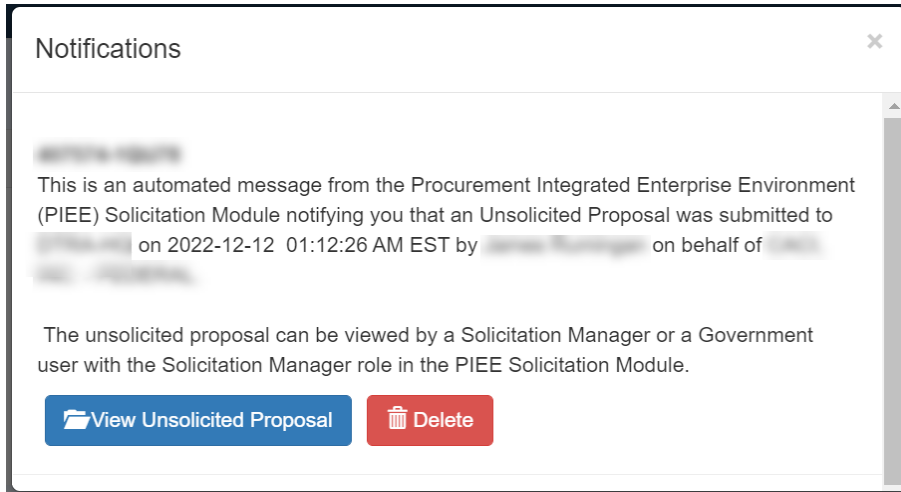 Notifications
×
This is an automated message from the Procurement Integrated Enterprise Environment
(PIEE) Solicitation Module notifying you that an Unsolicited Proposal was submitted to
on 2022-12-12 01:12:26 AM EST by on behalf of
The unsolicited proposal can be viewed by a Solicitation Manager or a Government
user with the Solicitation Manager role in the PIEE Solicitation Module.
View Unsolicited Proposal Delete